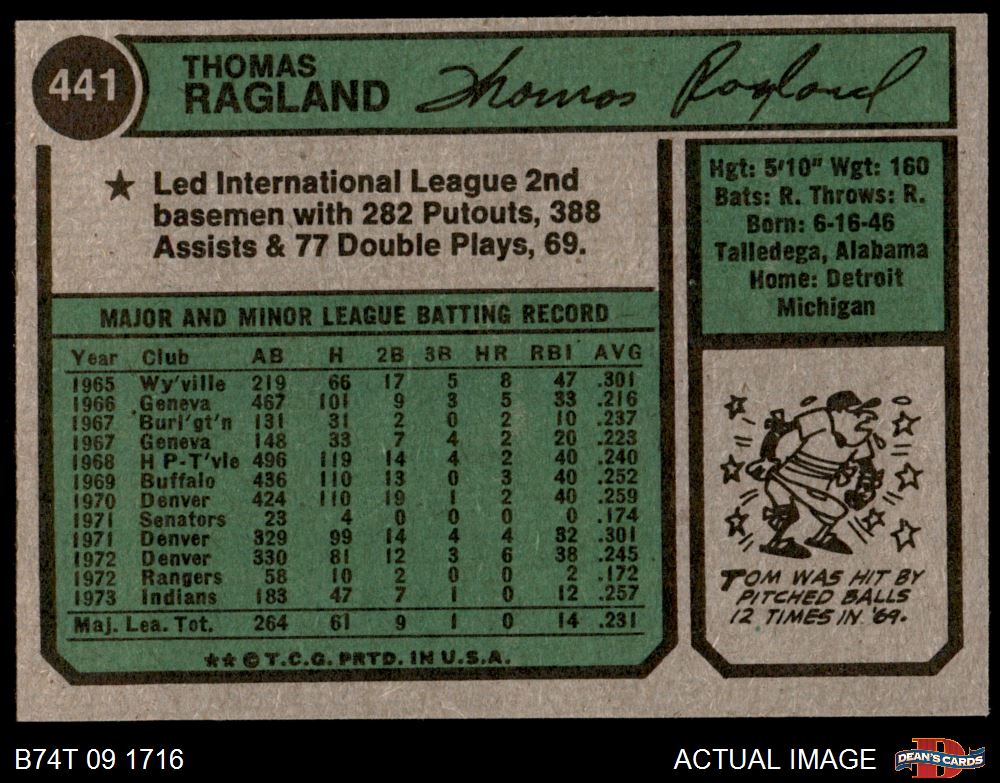 441
THOMAS
RAGLAND
Thomas Ragland
★ Led International League 2nd
basemen with 282 Putouts, 388
Assists & 77 Double Plays, 69.
Hgt: 5'10" Wgt: 160
Bats: R. Throws: R.
Born: 6-16-46
Talledega, Alabama
Home: Detroit
Michigan
MAJOR AND MINOR LEAGUE BATTING RECORD
Year Club AB H 2B 3B HR RBI AVG
1965 Wy'ville 219 66 17 5 8 47 .301
1966 Geneva 467 101 9 3 5 33 .216
1967 Burl'gt'n 131 31 2 0 2 10 .237
1967 Geneva 148 33 7 4 2 20 .223
1968 H P-T'vle 496 119 14 4 2 40 .240
1969 Buffalo 436 110 13 0 3 40 .252
1970 Denver 424 110 19 1 2 40 .259
1971 Senators 23 4 0 0 0 0 .174
1971 Denver 329 99 14 4 4 32 .301
1972 Denver 330 81 12 3 6 38 .245
1972 Rangers 58 10 2 0 0 2 .172
1973 Indians 183 47 7 1 0 12 .257
Maj. Lea. Tot. 264 61 9 1 0 14 .231
★★ © T.C.G. PRTD. IN U.S.A.
TOM WAS HIT BY
PITCHED BALLS
12 TIMES IN '69.
B74T 09 1716
ACTUAL IMAGE
D
DEAN'S CARDS